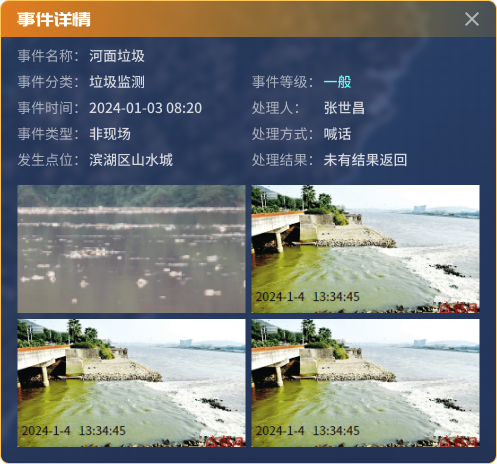 事件详情
事件名称： 河面垃圾
事件分类： 垃圾监测 事件等级： 一般
事件时间： 2024-01-03 08:20 处理人： 张世昌
事件类型： 非现场 处理方式： 喊话
发生点位： 滨湖区山水城 处理结果： 未有结果返回
2024-1-4 13:34:45
2024-1-4 13:34:45
2024-1-4 13:34:45